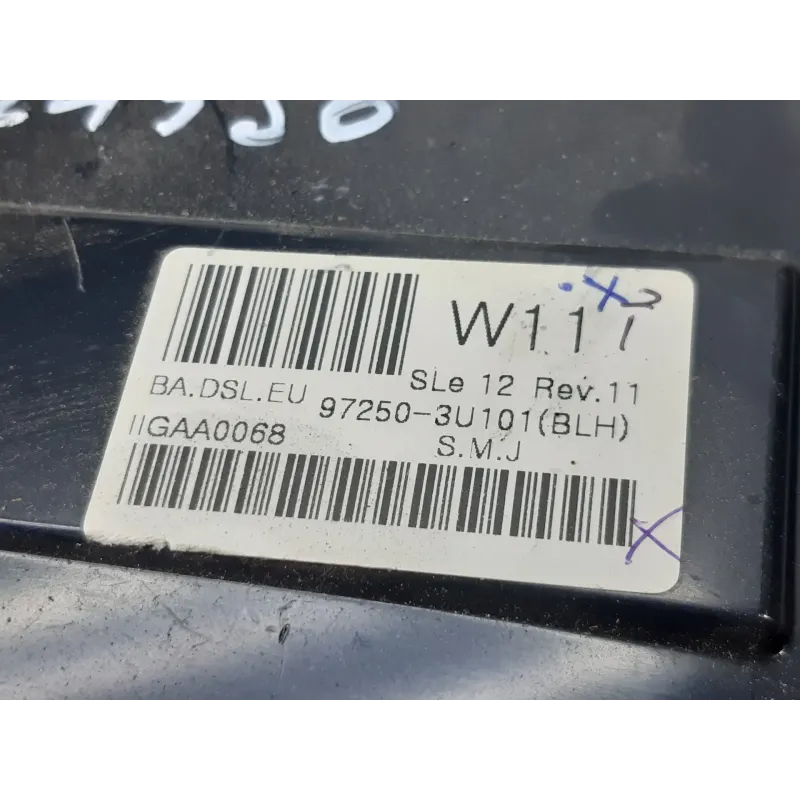 W11
SLe 12 Rev.11
BA.DSL.EU 97250-3U101(BLH)
IIGAA0068 S.M.J